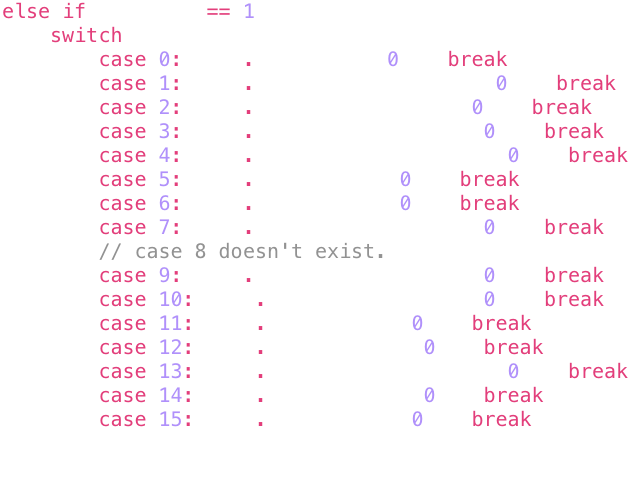 else if == 1
switch
case 0: . 0 break
case 1: . 0 break
case 2: . 0 break
case 3: . 0 break
case 4: . 0 break
case 5: . 0 break
case 6: . 0 break
case 7: . 0 break
// case 8 doesn't exist.
case 9: . 0 break
case 10: . 0 break
case 11: . 0 break
case 12: . 0 break
case 13: . 0 break
case 14: . 0 break
case 15: . 0 break